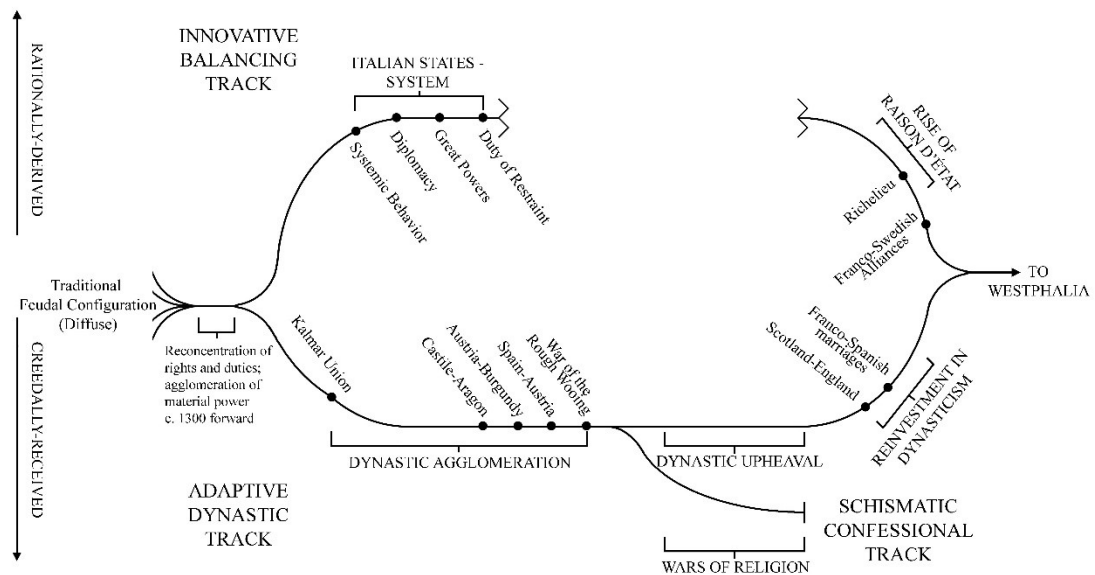 RATIONALLY-DERIVED
CREEDALLY-RECEIVED
INNOVATIVE
BALANCING
TRACK
ITALIAN STATES -
SYSTEM
Systemic Behavior
Diplomacy
Great Powers
Duty of Restraint
RISE OF
RAISON D'ÉTAT
Richelieu
Franco-Swedish
Alliances
Traditional
Feudal Configuration
(Diffuse)
TO
WESTPHALIA
Reconcentration of
rights and duties;
agglomeration of
material power
c. 1300 forward
Kalmar Union
Castile-Aragon
Austria-Burgundy
Spain-Austria
War of the
Rough Wooing
Scotland-England
Franco-Spanish
marriages
REINVESTMENT IN
DYNASTICISM
DYNASTIC AGGLOMERATION
DYNASTIC UPHEAVAL
ADAPTIVE
DYNASTIC
TRACK
SCHISMATIC
CONFESSIONAL
TRACK
WARS OF RELIGION